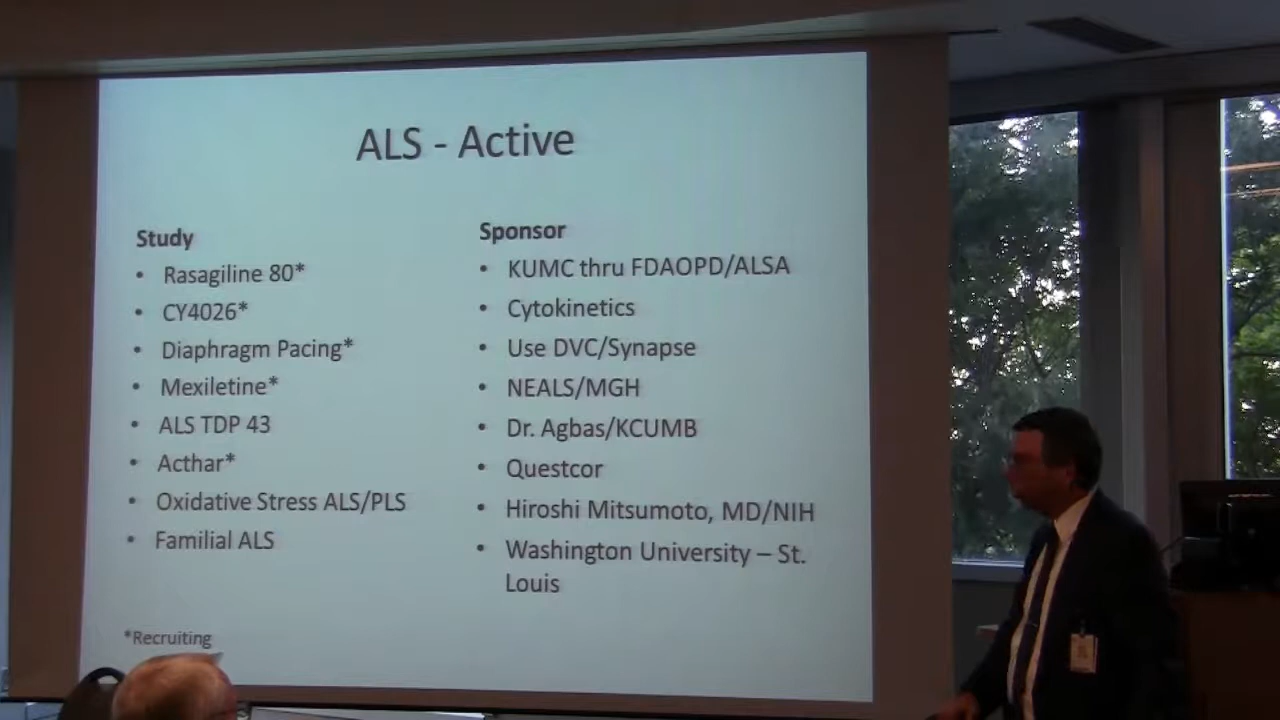 ALS - Active
Study
• Rasagiline 80*
• CY4026*
• Diaphragm Pacing*
• Mexiletine*
• ALS TDP 43
• Acthar*
• Oxidative Stress ALS/PLS
• Familial ALS
*Recruiting
Sponsor
• KUMC thru FDAOPD/ALSA
• Cytokinetics
• Use DVC/Synapse
• NEALS/MGH
• Dr. Agbas/KCUMB
• Questcor
• Hiroshi Mitsumoto, MD/NIH
• Washington University – St.
Louis